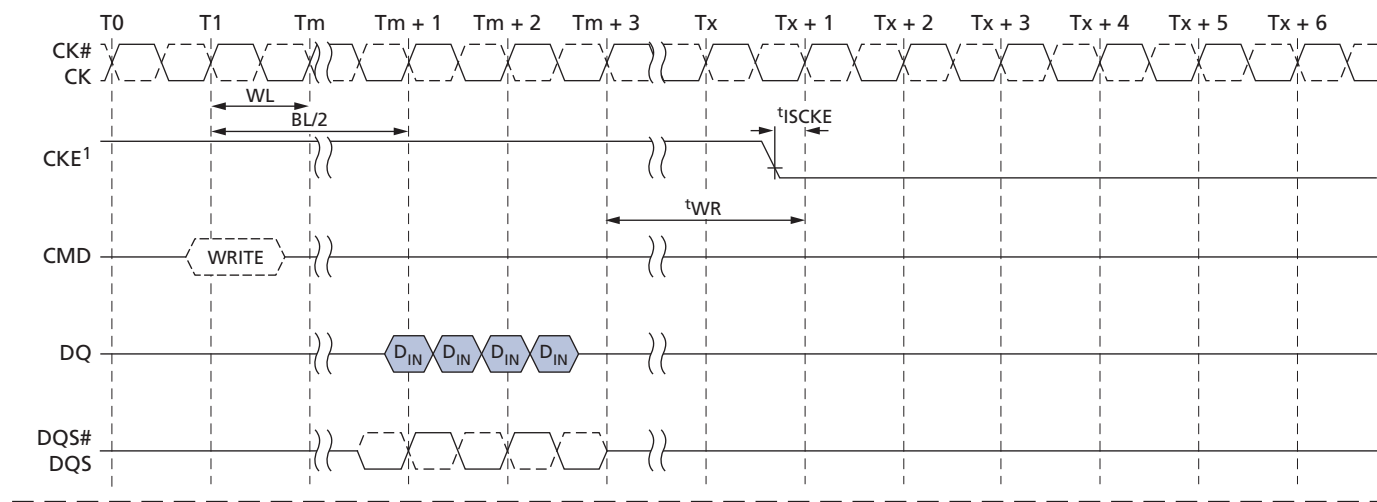 T0 T1 Tm Tm + 1 Tm + 2 Tm + 3 Tx Tx + 1 Tx + 2 Tx + 3 Tx + 4 Tx + 5 Tx + 6
CK#
CK
WL
BL/2
tISCKE
CKE1
tWR
CMD WRITE
DQ DIN DIN DIN DIN
DQS#
DQS